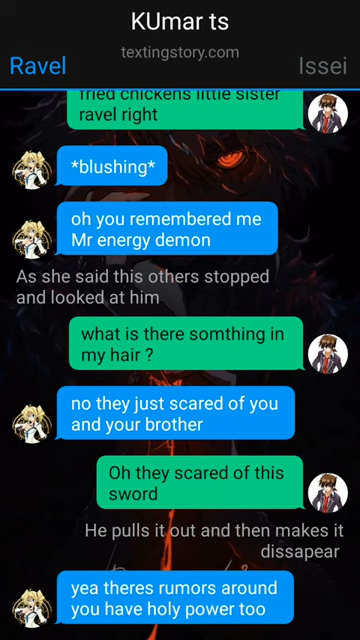 KUmar ts
textingstory.com
Ravel
Issei
fried chickens little sister
ravel right
*blushing*
oh you remembered me
Mr energy demon
As she said this others stopped
and looked at him
what is there somthing in
my hair ?
no they just scared of you
and your brother
Oh they scared of this
sword
He pulls it out and then makes it
dissapear
yea theres rumors around
you have holy power too